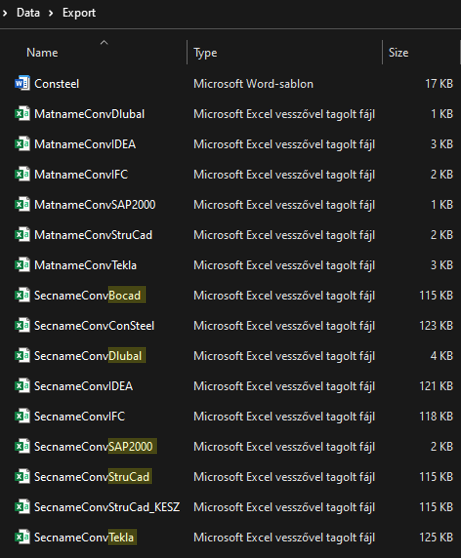 Data Export
Name Type Size
Consteel Microsoft Word-sablon 17 KB
MatnameConvDlubal Microsoft Excel vesszővel tagolt fájl 1 KB
MatnameConvIDEA Microsoft Excel vesszővel tagolt fájl 3 KB
MatnameConvIFC Microsoft Excel vesszővel tagolt fájl 2 KB
MatnameConvSAP2000 Microsoft Excel vesszővel tagolt fájl 1 KB
MatnameConvStruCad Microsoft Excel vesszővel tagolt fájl 2 KB
MatnameConvTekla Microsoft Excel vesszővel tagolt fájl 3 KB
SecnameConvBocad Microsoft Excel vesszővel tagolt fájl 115 KB
SecnameConvConSteel Microsoft Excel vesszővel tagolt fájl 123 KB
SecnameConvDlubal Microsoft Excel vesszővel tagolt fájl 4 KB
SecnameConvIDEA Microsoft Excel vesszővel tagolt fájl 121 KB
SecnameConvIFC Microsoft Excel vesszővel tagolt fájl 118 KB
SecnameConvSAP2000 Microsoft Excel vesszővel tagolt fájl 2 KB
SecnameConvStruCad Microsoft Excel vesszővel tagolt fájl 115 KB
SecnameConvStruCad_KESZ Microsoft Excel vesszővel tagolt fájl 115 KB
SecnameConvTekla Microsoft Excel vesszővel tagolt fájl 125 KB